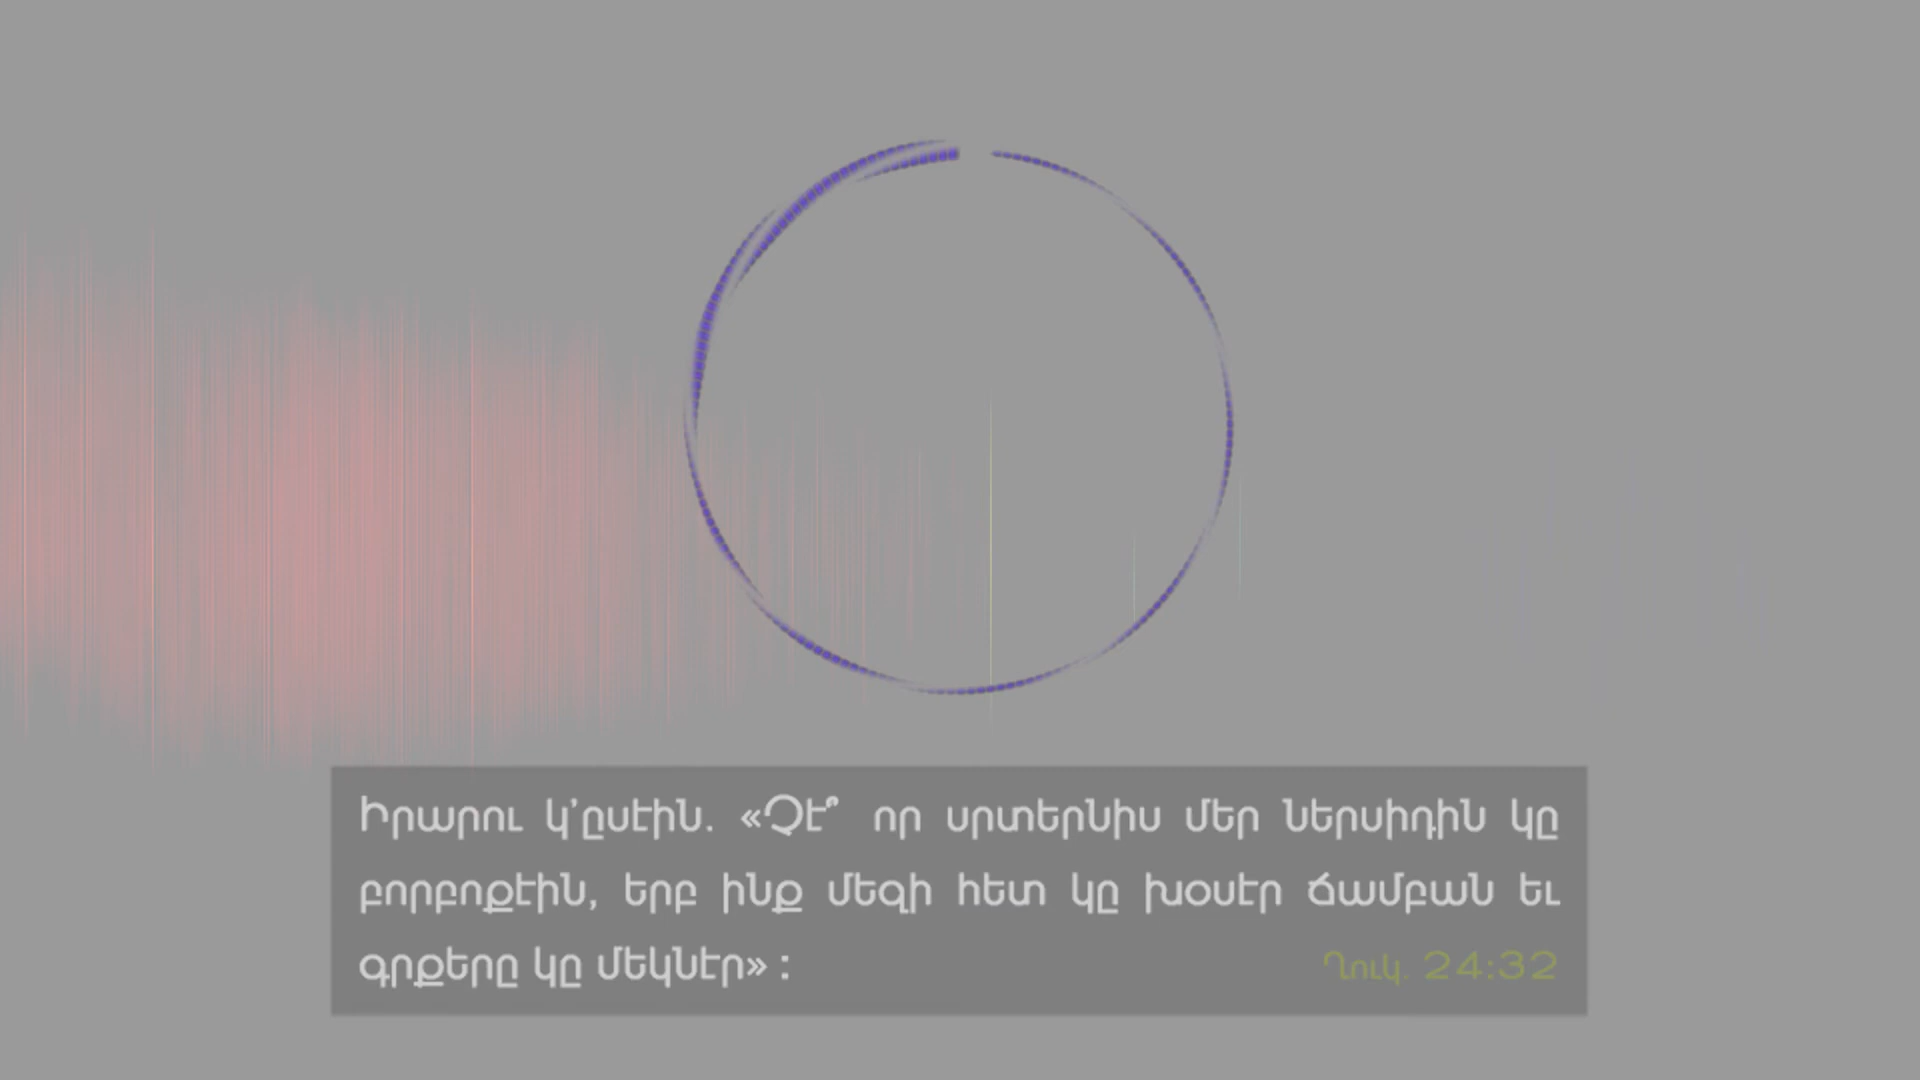 Իրարու կ՚ըսէին. «Չէ՞ որ սրտերնիս մեր ներսիդին կը
բորբոքէին, երբ ինք մեզի հետ կը խօսէր ճամբան եւ
գրքերը կը մեկնէր» :
Ղուկ. 24:32